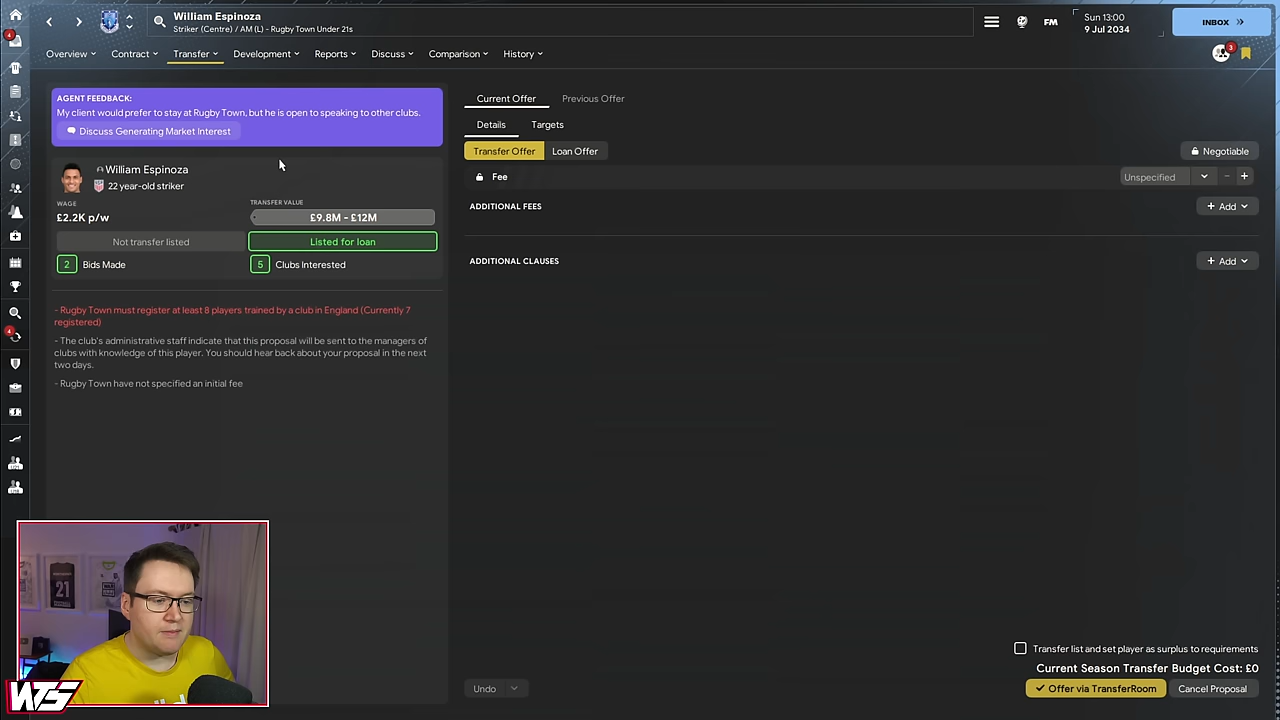 William Espinoza
Striker (Centre) / AM (L) - Rugby Town Under 21s
FM
Sun 13:00
9 Jul 2034
INBOX
4
Overview
Contract
Transfer
Development
Reports
Discuss
Comparison
History
3
AGENT FEEDBACK:
My client would prefer to stay at Rugby Town, but he is open to speaking to other clubs.
Discuss Generating Market Interest
William Espinoza
22 year-old striker
WAGE
£2.2K p/w
TRANSFER VALUE
£9.8M - £12M
Not transfer listed
Listed for loan
2 Bids Made
5 Clubs Interested
- Rugby Town must register at least 8 players trained by a club in England (Currently 7
registered)
- The club's administrative staff indicate that this proposal will be sent to the managers of
clubs with knowledge of this player. You should hear back about your proposal in the next
two days.
- Rugby Town have not specified an initial fee
4
Current Offer
Previous Offer
Details
Targets
Transfer Offer
Loan Offer
Negotiable
Fee
Unspecified
ADDITIONAL FEES
+ Add
ADDITIONAL CLAUSES
+ Add
Transfer list and set player as surplus to requirements
Current Season Transfer Budget Cost: £0
Undo
Offer via TransferRoom
Cancel Proposal
21
WTS